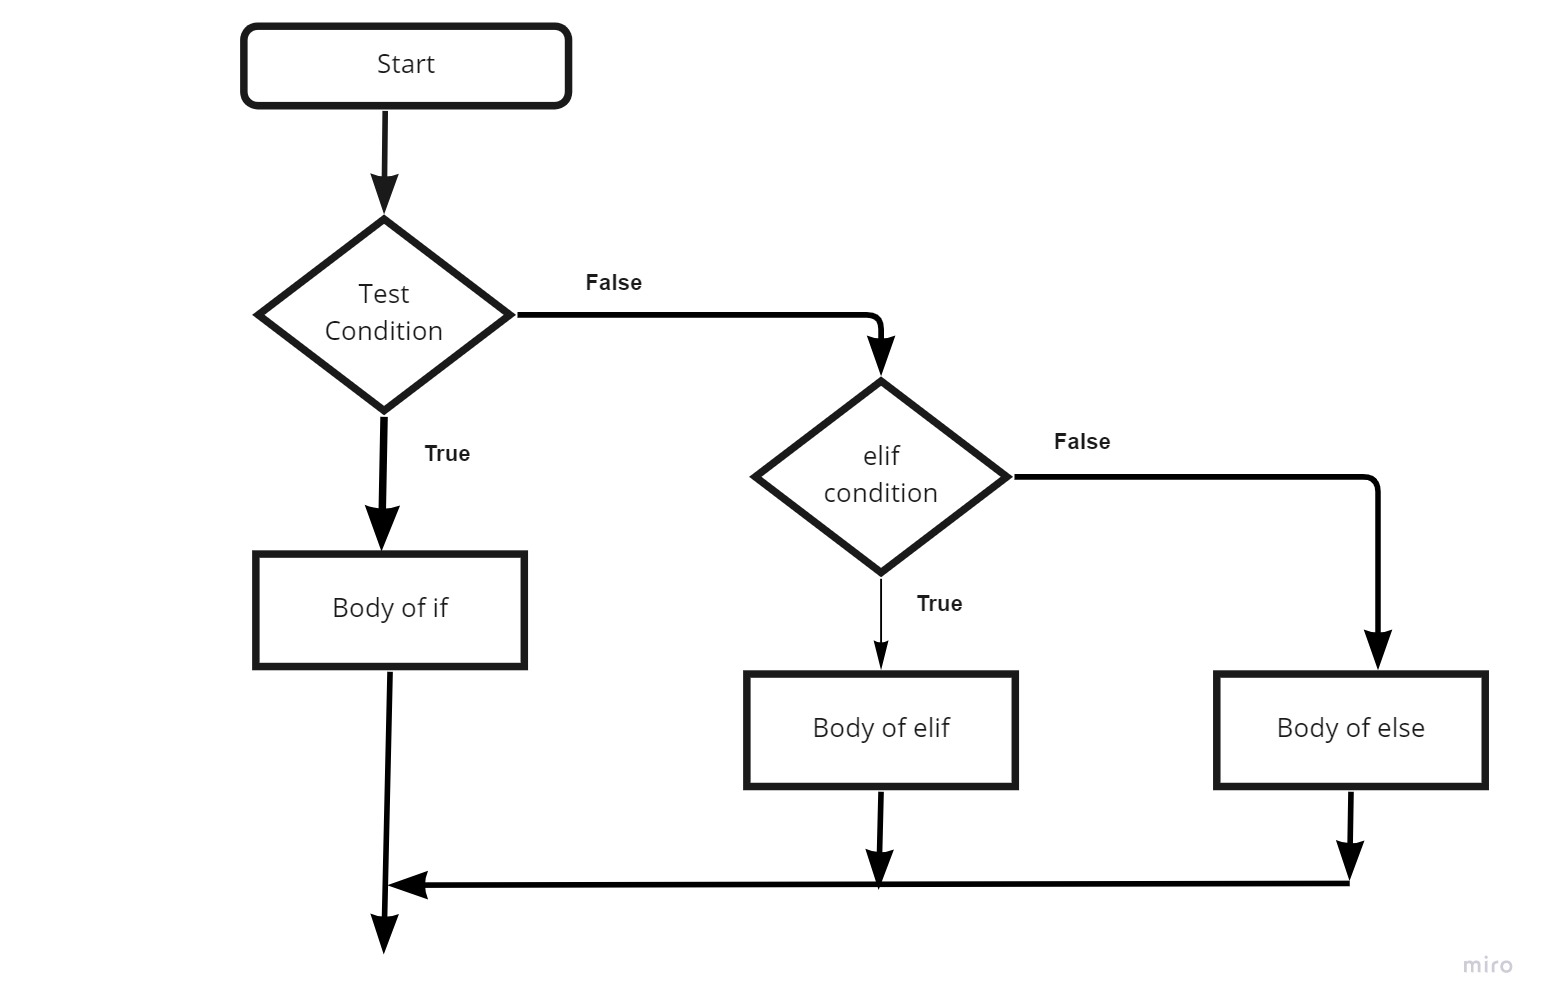 Start
Test
Condition
False
True
elif
condition
False
Body of if
True
Body of elif
Body of else
miro